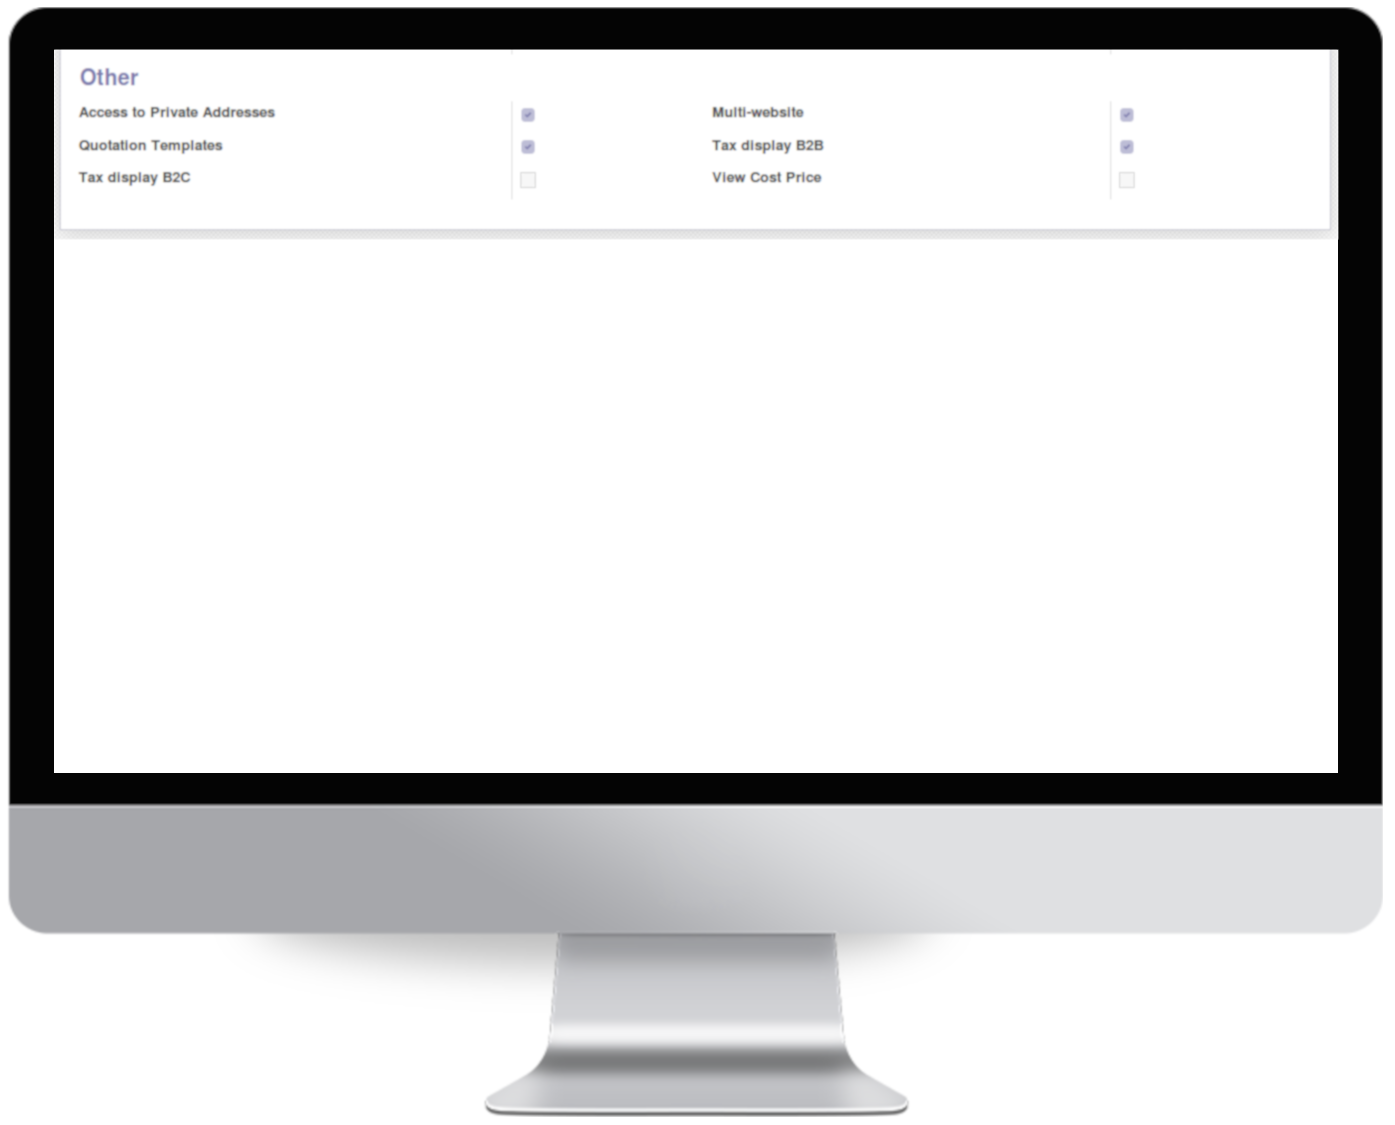 Other
Access to Private Addresses
Multi-website
Quotation Templates
Tax display B2B
Tax display B2C
View Cost Price